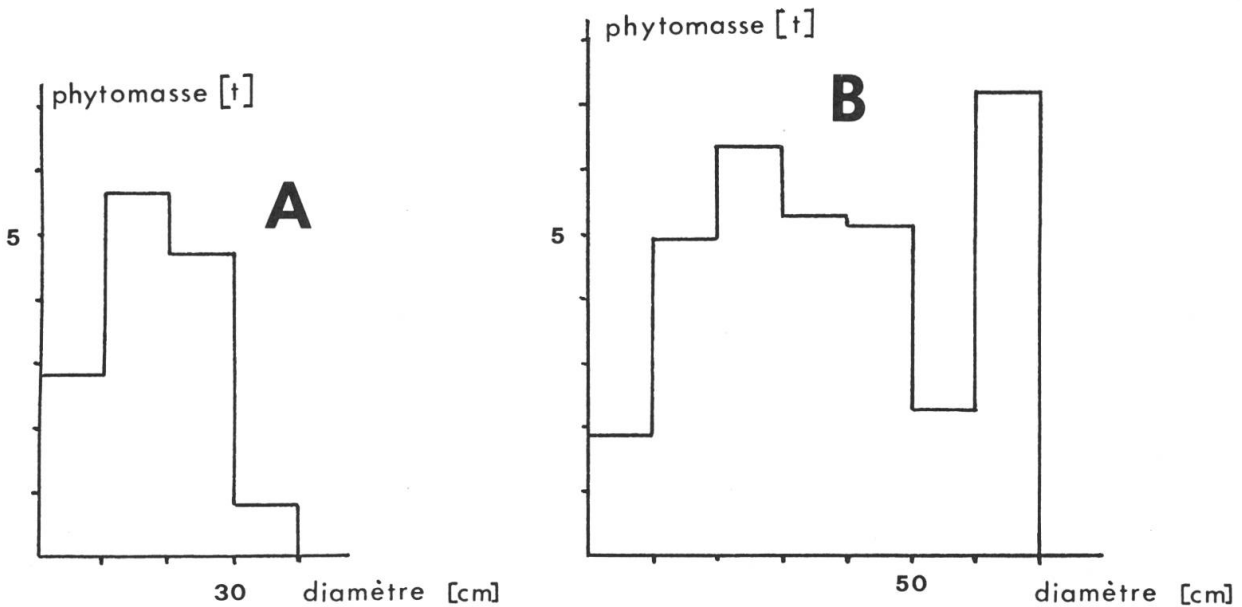 phytomasse [t]
A
5
30 diamètre [cm]
phytomasse [t]
B
5
50
diamètre [cm]